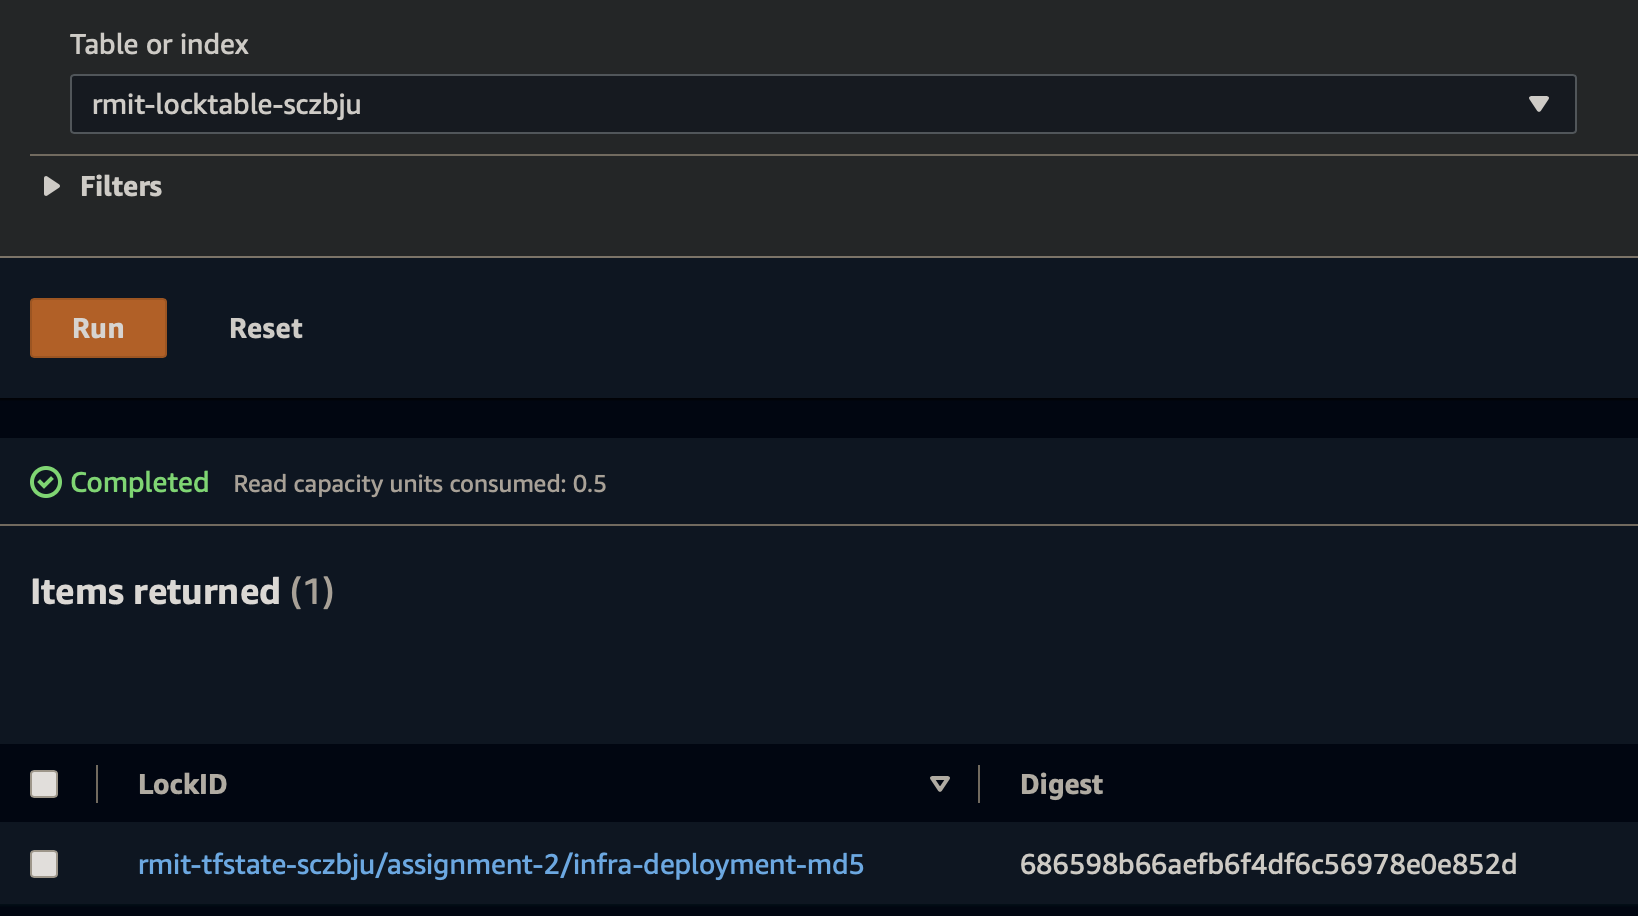 Table or index
rmit-locktable-sczbju
Filters
Run Reset
Completed Read capacity units consumed: 0.5
Items returned (1)
LockID Digest
rmit-tfstate-sczbju/assignment-2/infra-deployment-md5 686598b66aefb6f4df6c56978e0e852d